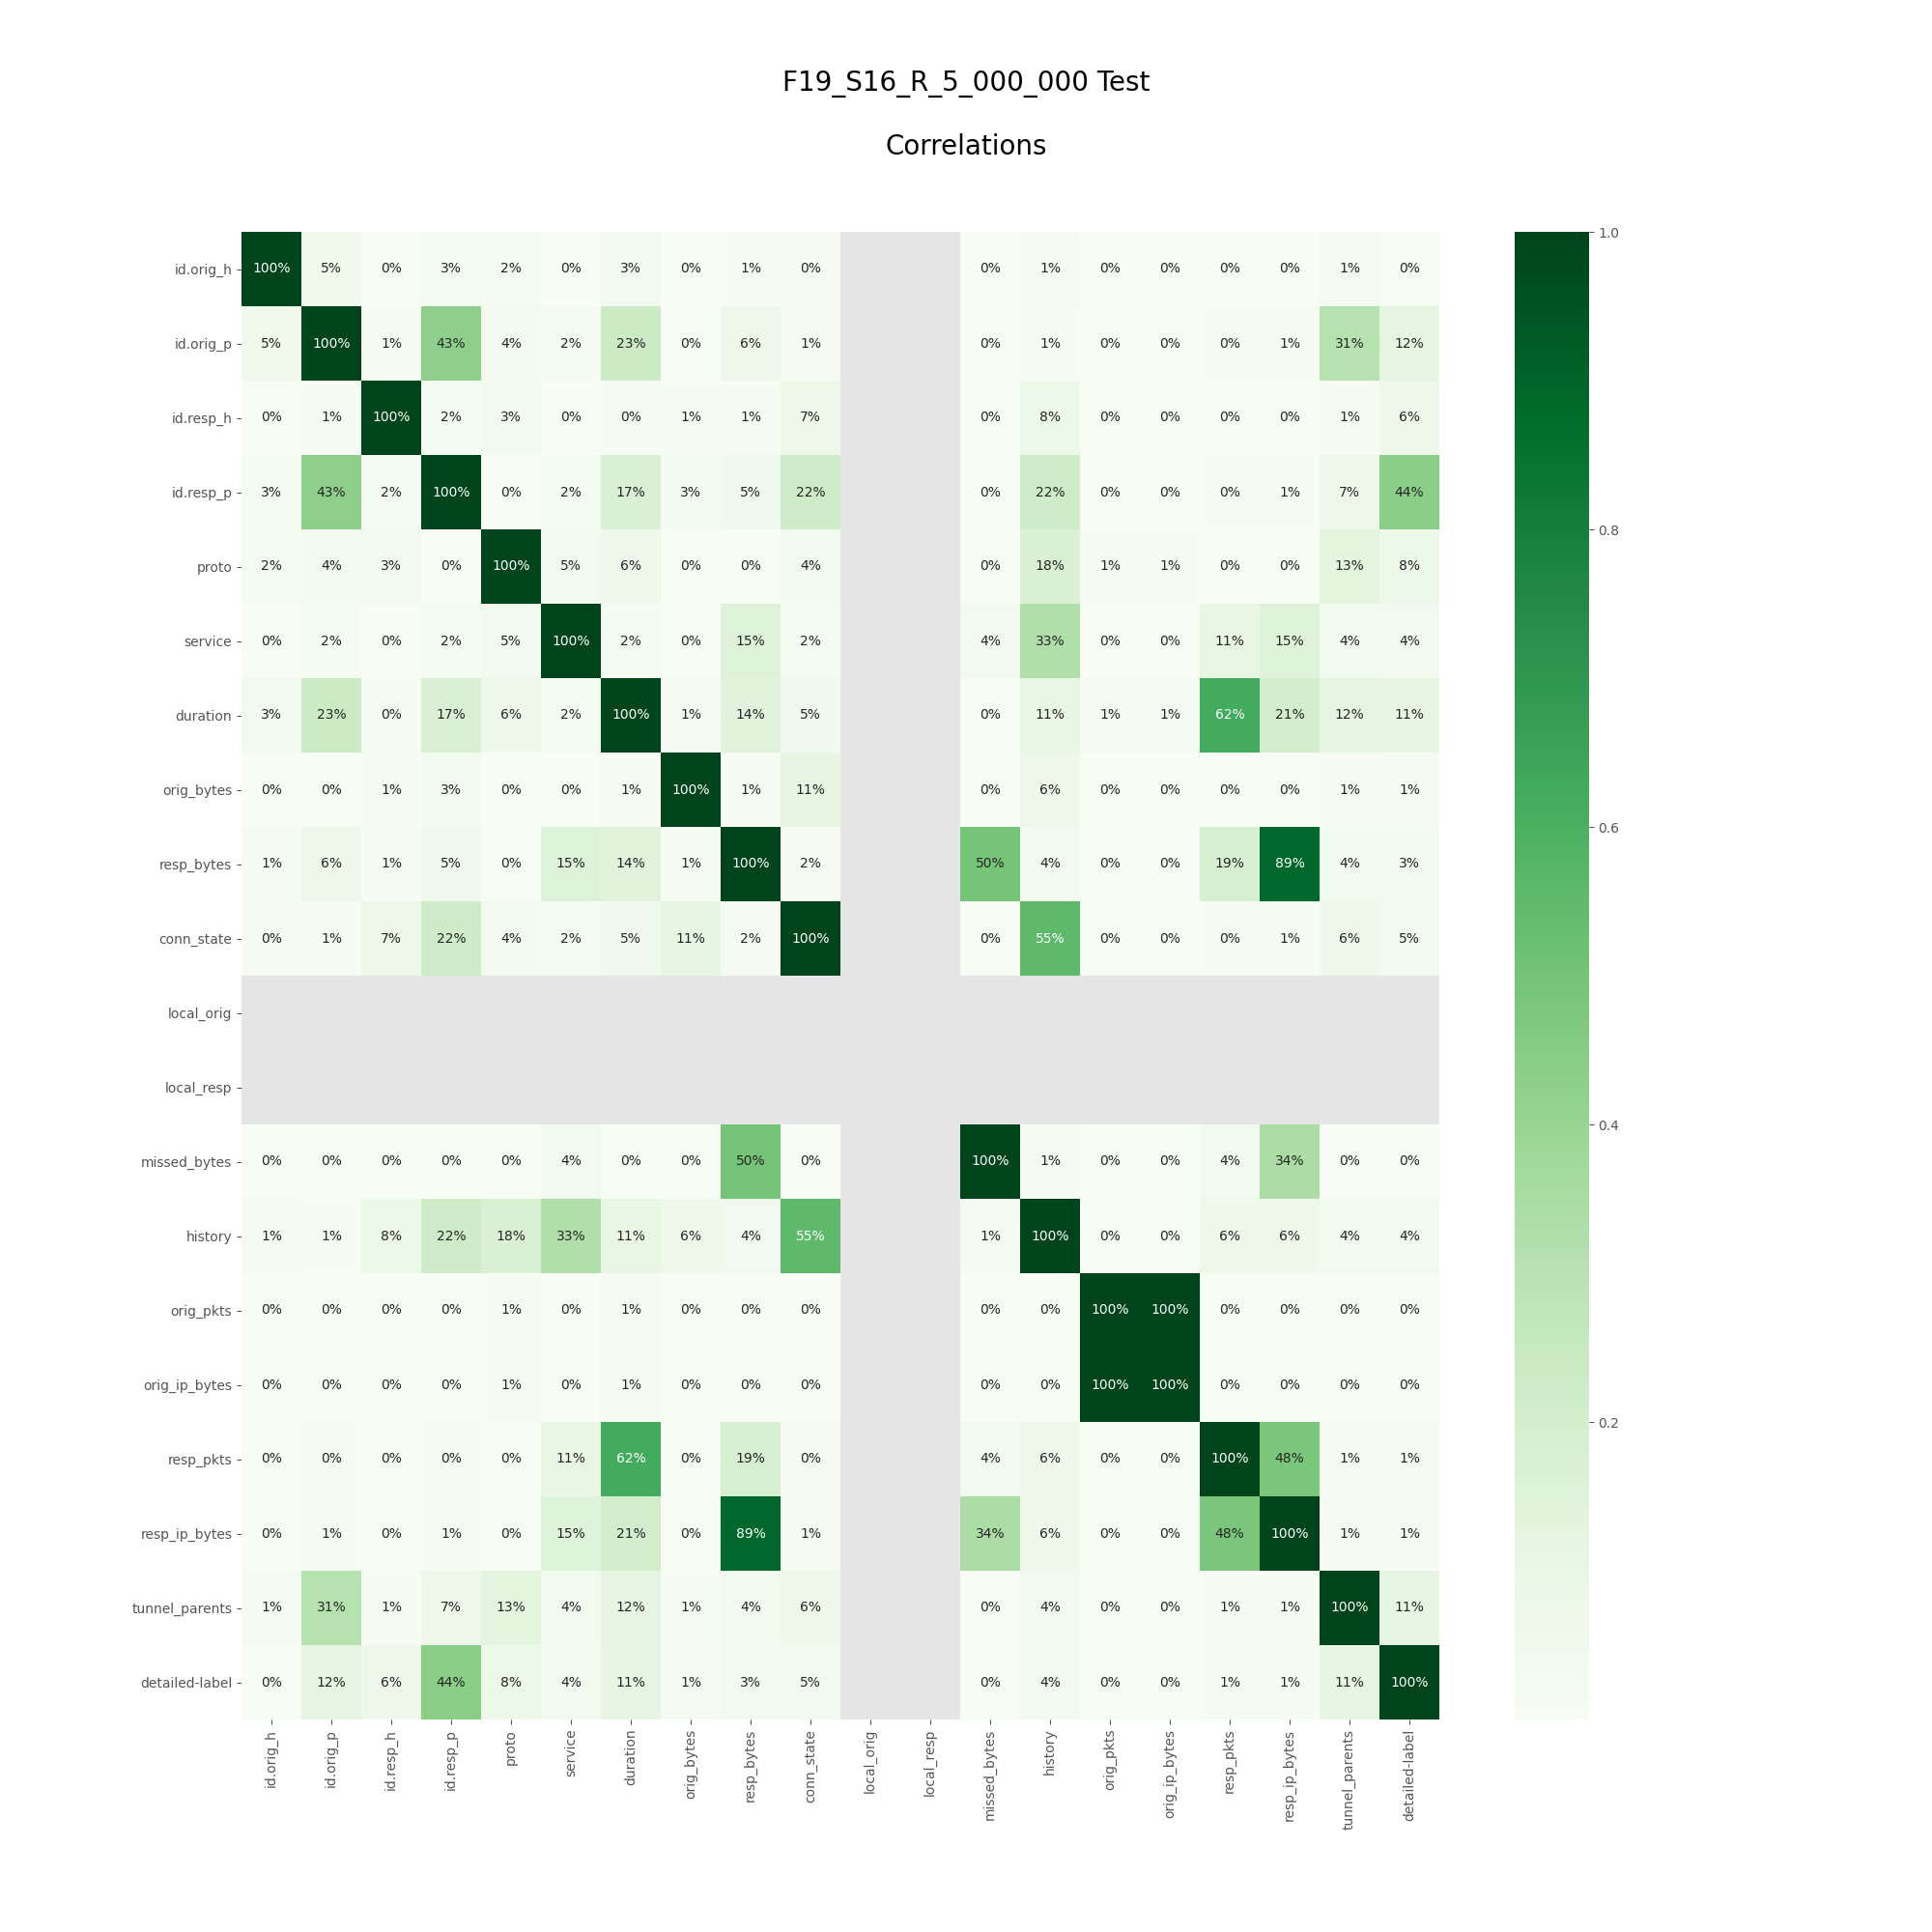 F19_S16_R_5_000_000 Test
Correlations
id.orig_h 100% 5% 0% 3% 2% 0% 3% 0% 1% 0% 0% 1% 0% 0% 0% 0% 1% 0%
id.orig_p 5% 100% 1% 43% 4% 2% 23% 0% 6% 1% 0% 1% 0% 0% 0% 1% 31% 12%
id.resp_h 0% 1% 100% 2% 3% 0% 0% 1% 1% 7% 0% 8% 0% 0% 0% 0% 1% 6%
id.resp_p 3% 43% 2% 100% 0% 2% 17% 3% 5% 22% 0% 22% 0% 0% 0% 1% 7% 44%
proto 2% 4% 3% 0% 100% 5% 6% 0% 0% 4% 0% 18% 1% 1% 0% 0% 13% 8%
service 0% 2% 0% 2% 5% 100% 2% 0% 15% 2% 4% 33% 0% 0% 11% 15% 4% 4%
duration 3% 23% 0% 17% 6% 2% 100% 1% 14% 5% 0% 11% 1% 1% 62% 21% 12% 11%
orig_bytes 0% 0% 1% 3% 0% 0% 1% 100% 1% 11% 0% 6% 0% 0% 0% 0% 1% 1%
resp_bytes 1% 6% 1% 5% 0% 15% 14% 1% 100% 2% 50% 4% 0% 0% 19% 89% 4% 3%
conn_state 0% 1% 7% 22% 4% 2% 5% 11% 2% 100% 0% 55% 0% 0% 0% 1% 6% 5%
local_orig
local_resp
missed_bytes 0% 0% 0% 0% 0% 4% 0% 0% 50% 0% 100% 1% 0% 0% 4% 34% 0% 0%
history 1% 1% 8% 22% 18% 33% 11% 6% 4% 55% 1% 100% 0% 0% 6% 6% 4% 4%
orig_pkts 0% 0% 0% 0% 1% 0% 1% 0% 0% 0% 0% 0% 100% 100% 0% 0% 0% 0%
orig_ip_bytes 0% 0% 0% 0% 1% 0% 1% 0% 0% 0% 0% 0% 100% 100% 0% 0% 0% 0%
resp_pkts 0% 0% 0% 0% 0% 11% 62% 0% 19% 0% 4% 6% 0% 0% 100% 48% 1% 1%
resp_ip_bytes 0% 1% 0% 1% 0% 15% 21% 0% 89% 1% 34% 6% 0% 0% 48% 100% 1% 1%
tunnel_parents 1% 31% 1% 7% 13% 4% 12% 1% 4% 6% 0% 4% 0% 0% 1% 1% 100% 11%
detailed-label 0% 12% 6% 44% 8% 4% 11% 1% 3% 5% 0% 4% 0% 0% 1% 1% 11% 100%
id.orig_h
id.orig_p
id.resp_h
id.resp_p
proto
service
duration
orig_bytes
resp_bytes
conn_state
local_orig
local_resp
missed_bytes
history
orig_pkts
orig_ip_bytes
resp_pkts
resp_ip_bytes
tunnel_parents
detailed-label
1.0
0.8
0.6
0.4
0.2